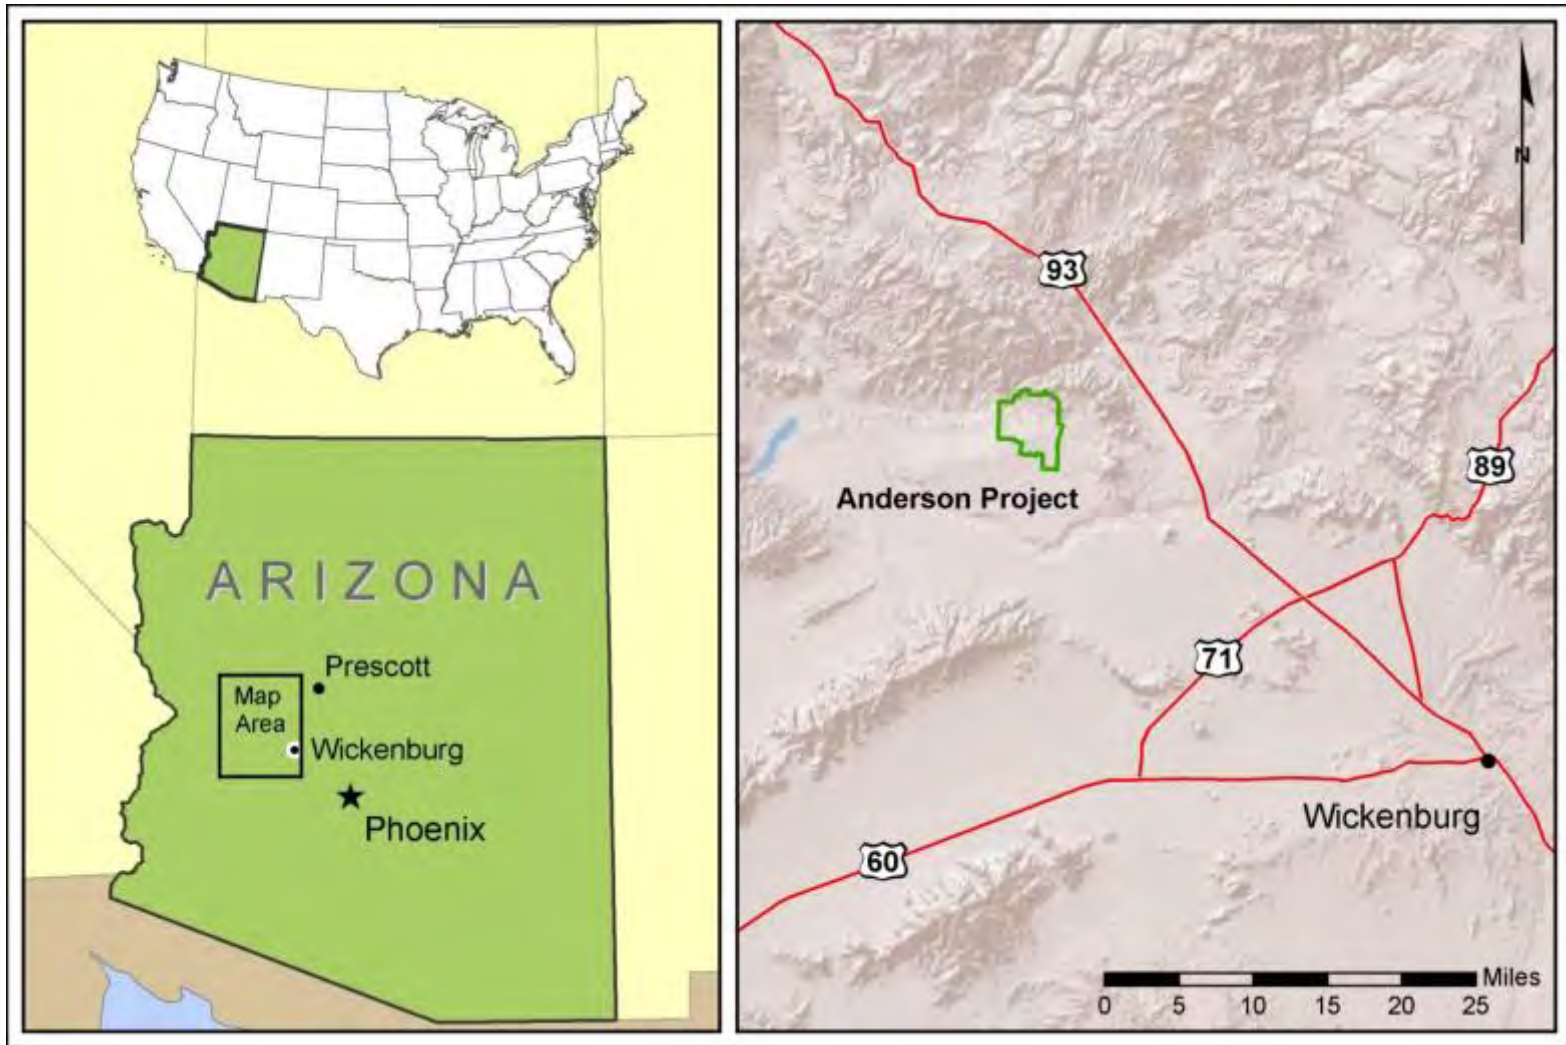 ARIZONA
Prescott
Map
Area
Wickenburg
Phoenix
N
93
89
Anderson Project
71
60
Wickenburg
Miles
0 5 10 15 20 25